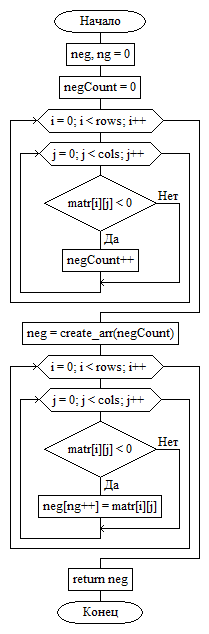 Начало
neg, ng = 0
negCount = 0
i = 0; i < rows; i++
j = 0; j < cols; j++
matr[i][j] < 0
Нет
Да
negCount++
neg = create_arr(negCount)
i = 0; i < rows; i++
j = 0; j < cols; j++
matr[i][j] < 0
Нет
Да
neg[ng++] = matr[i][j]
return neg
Конец